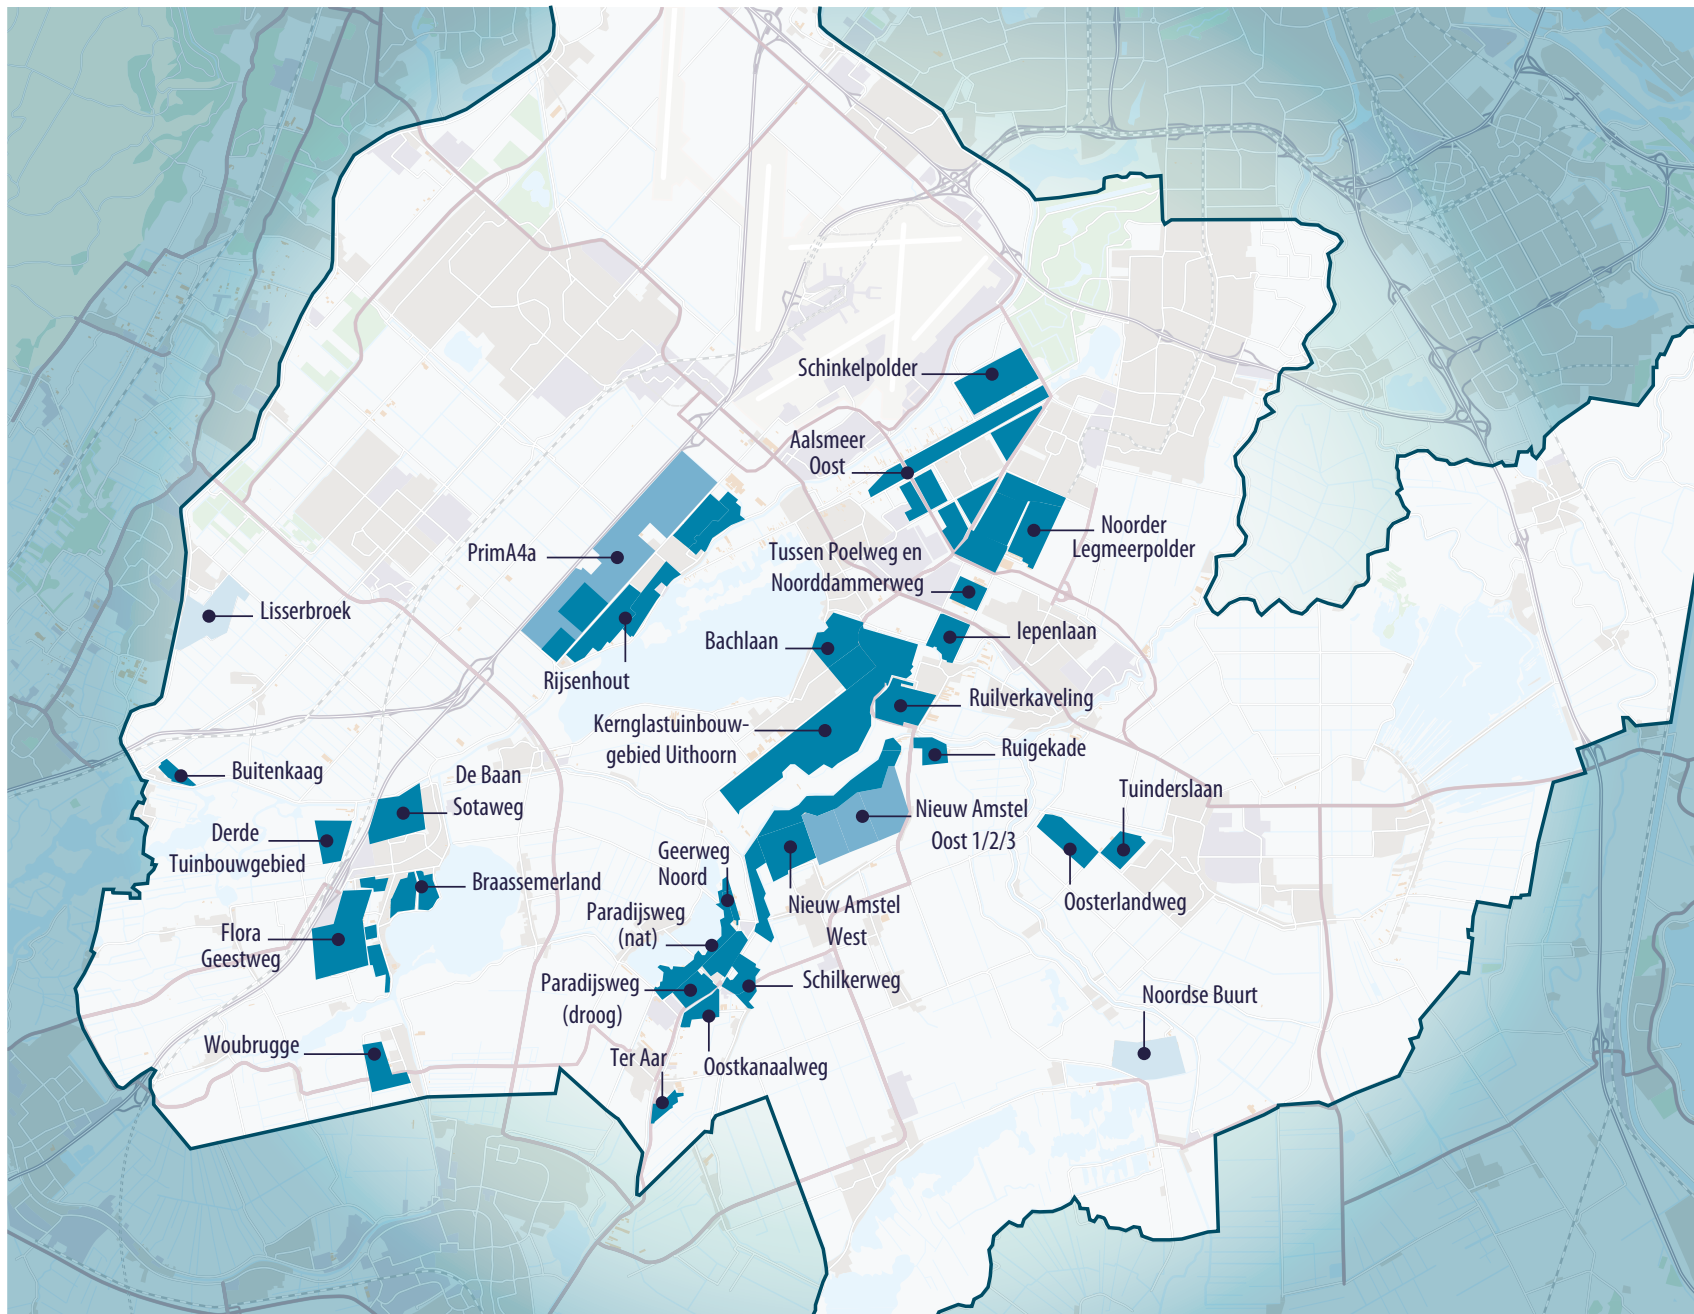 Schinkelpolder
Aalsmeer
Oost
Noorder
Legmeerpolder
Tussen Poelweg en
Noorddammerweg
PrimA4a
Lisserbroek
Iepenlaan
Bachlaan
Rijsenhout
Ruilverkaveling
Kernglastuinbouw-
gebied Uithoorn
Ruigekade
Buitenkaag
De Baan
Sotaweg
Tuinderslaan
Nieuw Amstel
Oost 1/2/3
Derde
Tuinbouwgebied
Geerweg
Noord
Braassemerland
Oosterlandweg
Nieuw Amstel
West
Paradijsweg
(nat)
Flora
Geestweg
Schilkerweg
Paradijsweg
(droog)
Noordse Buurt
Woubrugge
Ter Aar
Oostkanaalweg